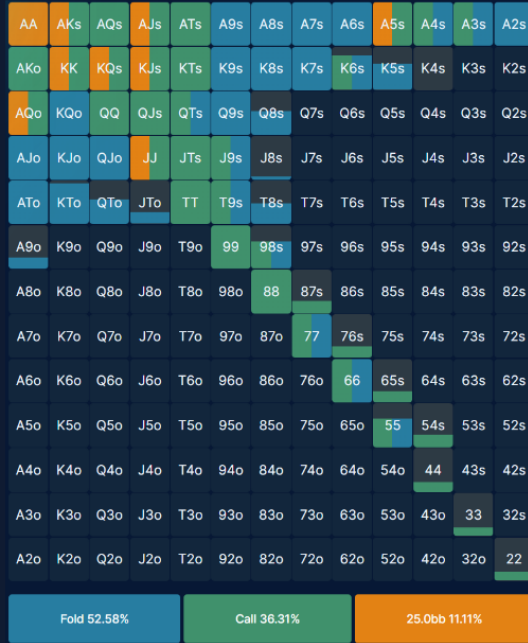 AA AKs AQs AJs ATs A9s A8s A7s A6s A5s A4s A3s A2s
AKo KK KQs KJs KTs K9s K8s K7s K6s K5s K4s K3s K2s
AQo KQo QQ QJs QTs Q9s Q8s Q7s Q6s Q5s Q4s Q3s Q2s
AJo KJo QJo JJ JTs J9s J8s J7s J6s J5s J4s J3s J2s
ATo KTo QTo JTo TT T9s T8s T7s T6s T5s T4s T3s T2s
A9o K9o Q9o J9o T9o 99 98s 97s 96s 95s 94s 93s 92s
A8o K8o Q8o J8o T8o 98o 88 87s 86s 85s 84s 83s 82s
A7o K7o Q7o J7o T7o 97o 87o 77 76s 75s 74s 73s 72s
A6o K6o Q6o J6o T6o 96o 86o 76o 66 65s 64s 63s 62s
A5o K5o Q5o J5o T5o 95o 85o 75o 65o 55 54s 53s 52s
A4o K4o Q4o J4o T4o 94o 84o 74o 64o 54o 44 43s 42s
A3o K3o Q3o J3o T3o 93o 83o 73o 63o 53o 43o 33 32s
A2o K2o Q2o J2o T2o 92o 82o 72o 62o 52o 42o 32o 22
Fold 52.58% Call 36.31% 25.0bb 11.11%